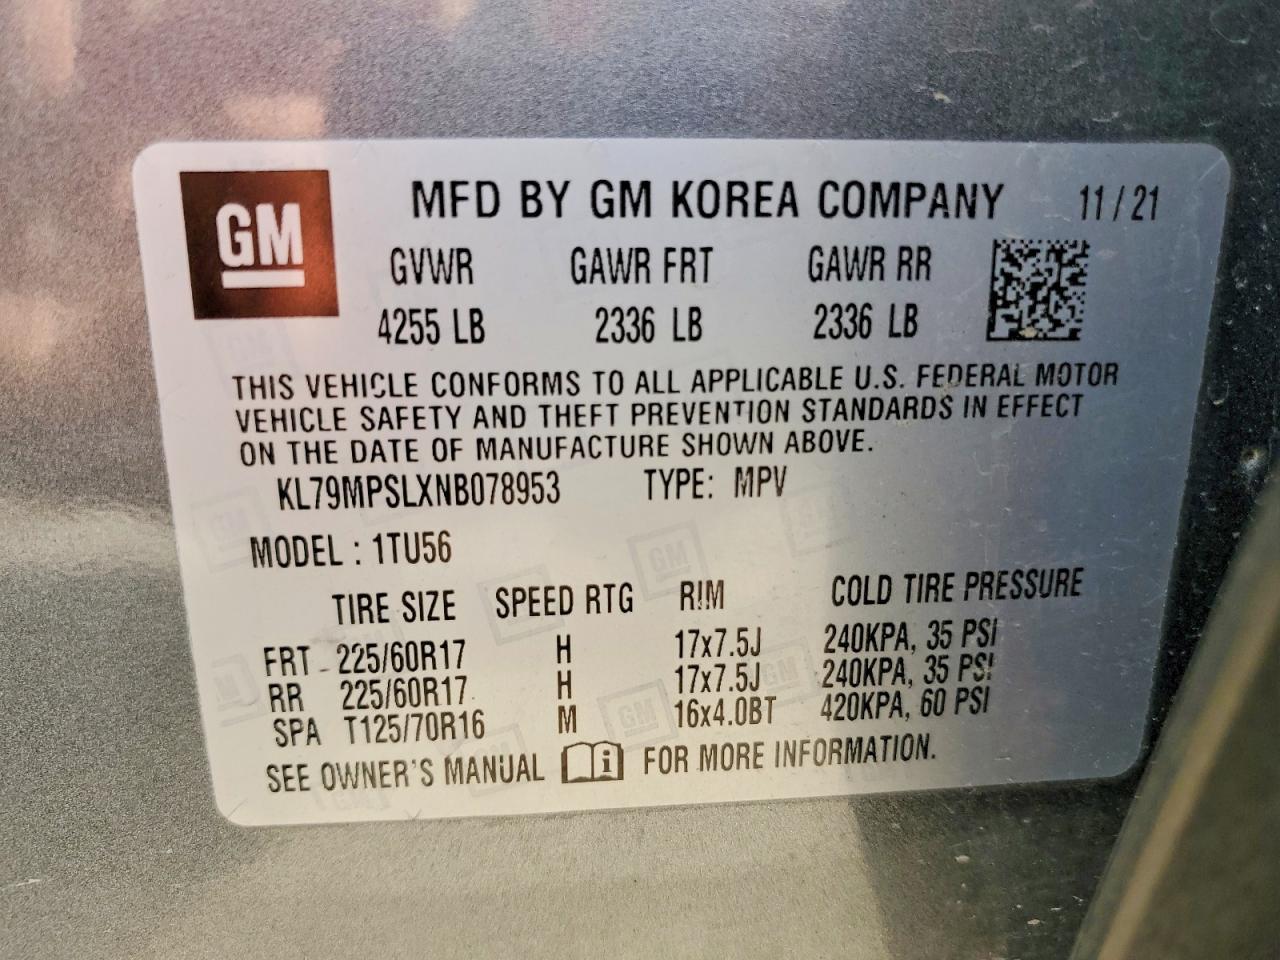 GM
MFD BY GM KOREA COMPANY 11/21
GVWR GAWR FRT GAWR RR
4255 LB 2336 LB 2336 LB
THIS VEHICLE CONFORMS TO ALL APPLICABLE U.S. FEDERAL MOTOR
VEHICLE SAFETY AND THEFT PREVENTION STANDARDS IN EFFECT
ON THE DATE OF MANUFACTURE SHOWN ABOVE.
KL79MPSLXNB078953 TYPE: MPV
MODEL : 1TU56
TIRE SIZE SPEED RTG RIM COLD TIRE PRESSURE
FRT 225/60R17 H 17x7.5J 240KPA, 35 PSI
RR 225/60R17 H 17x7.5J 240KPA, 35 PSI
SPA T125/70R16 M 16x4.0BT 420KPA, 60 PSI
SEE OWNER'S MANUAL i FOR MORE INFORMATION.